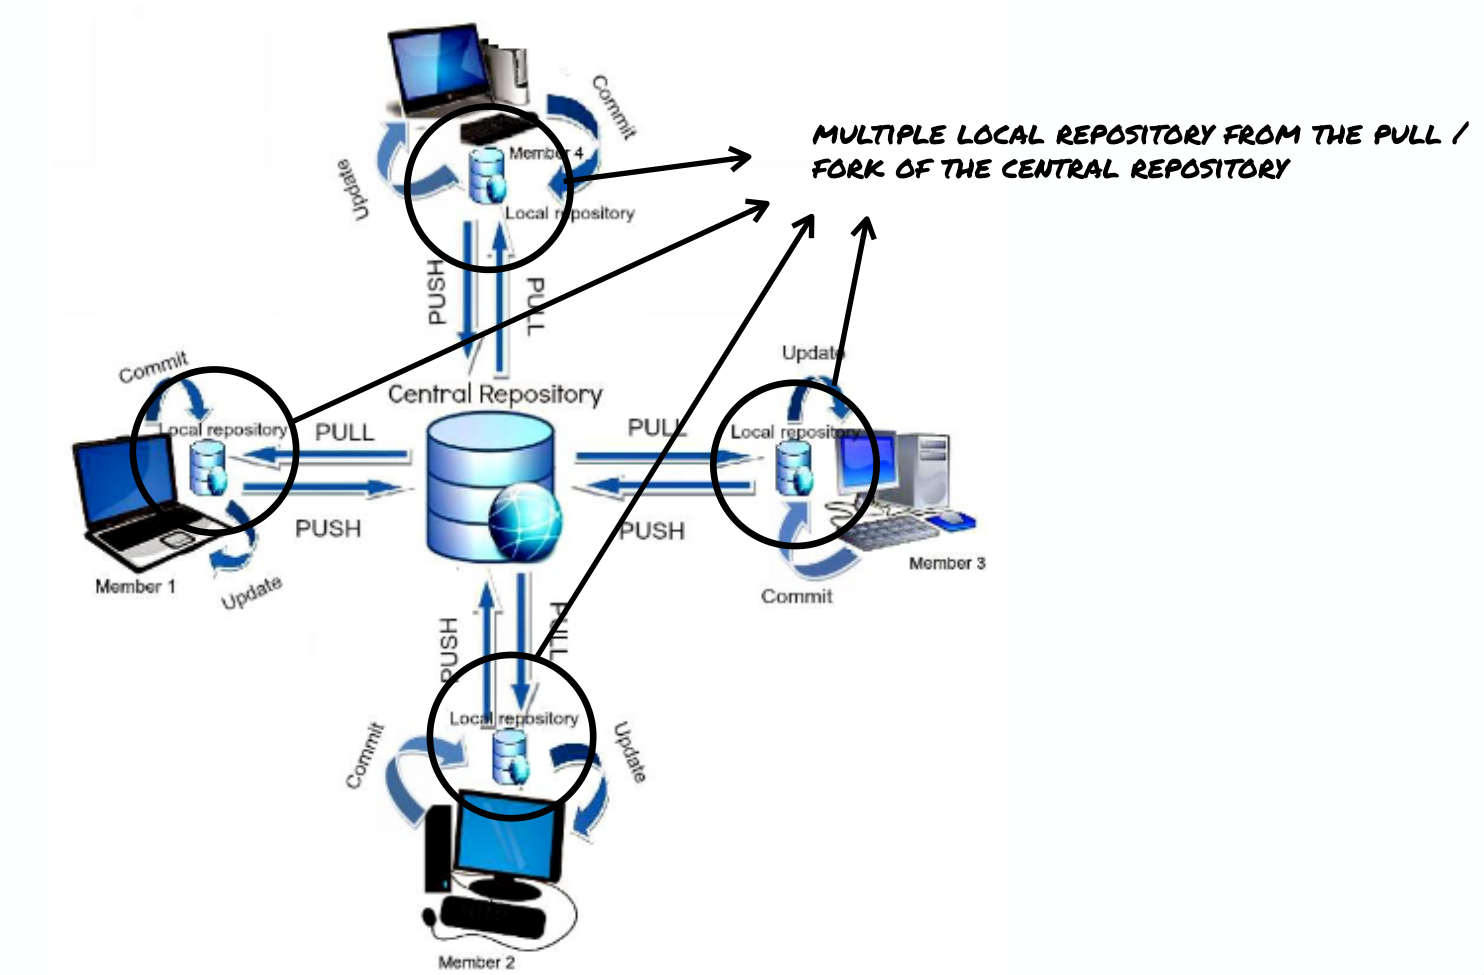 Commit
MULTIPLE LOCAL REPOSITORY FROM THE PULL /
FORK OF THE CENTRAL REPOSITORY
Member 4
Update
Local repository
PUSH
PULL
Commit
Update
Central Repository
Local repository
PULL
PULL
Local repository
PUSH
PUSH
Member 3
Member 1
Update
Commit
PUSH
PULL
Local repository
Commit
Update
Member 2